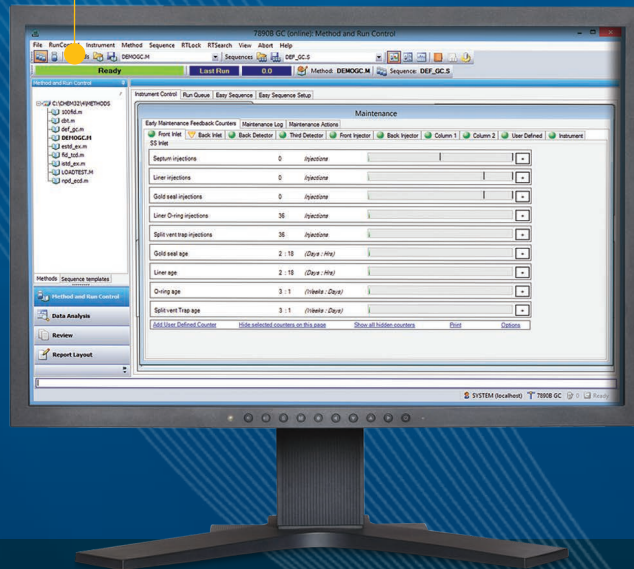 7890B GC (online): Method and Run Control
File RunControl Instrument Method Sequence RTLock RTSearch View Abort Help
DEMOGC.M Sequences DEF_GC.S
Ready Last Run 0.0 Method: DEMOGC.M Sequence: DEF_GC.S
Method and Run Control
Instrument Control Run Queue Easy Sequence Easy Sequence Setup
C:\CHEM32\4\METHODS
100fid.m
dbt.m
def_gc.m
DEMOGC.M
estd_ex.m
fid_tcd.m
istd_ex.m
LOADTEST.M
npd_ecd.m
Methods Sequence templates
Method and Run Control
Data Analysis
Review
Report Layout
Maintenance
Early Maintenance Feedback Counters Maintenance Log Maintenance Actions
Front Inlet Back Inlet Back Detector Third Detector Front Injector Back Injector Column 1 Column 2 User Defined Instrument
SS Inlet
Septum injections 0 Injections
Liner injections 0 Injections
Gold seal injections 0 Injections
Liner O-ring injections 36 Injections
Split vent trap injections 36 Injections
Gold seal age 2 : 18 (Days : Hrs)
Liner age 2 : 18 (Days : Hrs)
O-ring age 3 : 1 (Weeks : Days)
Split vent Trap age 3 : 1 (Weeks : Days)
Add User Defined Counter Hide selected counters on this page Show all hidden counters Print Options
SYSTEM (localhost) 7890B GC 0 Ready